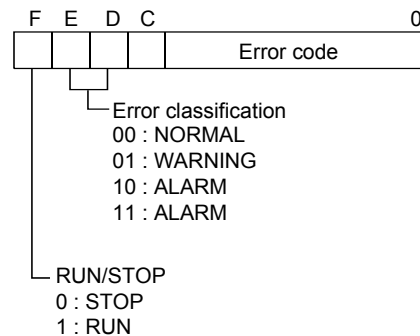 F E D C 0
Error code
Error classification
00 : NORMAL
01 : WARNING
10 : ALARM
11 : ALARM
RUN/STOP
0 : STOP
1 : RUN